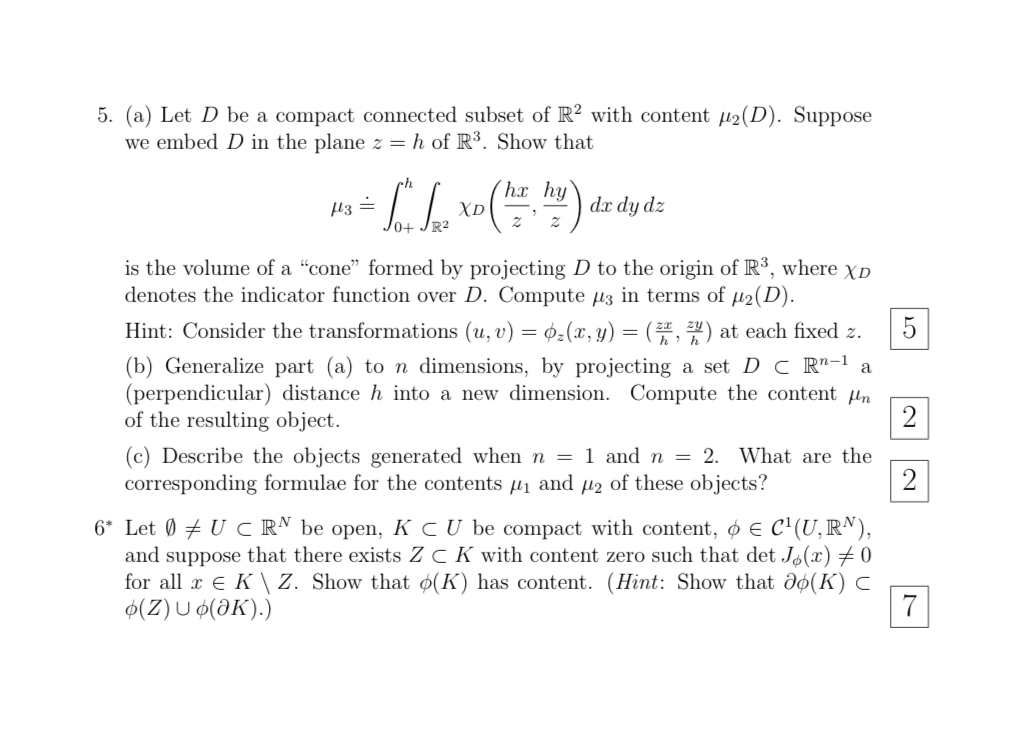 5. (a) Let D be a compact connected subset of ℝ² with content μ₂(D). Suppose
we embed D in the plane z = h of ℝ³. Show that
μ₃ ≐ ∫₀₊ʰ ∫_ℝ² χ_D(hx/z, hy/z) dx dy dz
is the volume of a “cone” formed by projecting D to the origin of ℝ³, where χ_D
denotes the indicator function over D. Compute μ₃ in terms of μ₂(D).
Hint: Consider the transformations (u, v) = ϕ_z(x, y) = (zx/h, zy/h) at each fixed z. 5
(b) Generalize part (a) to n dimensions, by projecting a set D ⊂ ℝⁿ⁻¹ a
(perpendicular) distance h into a new dimension. Compute the content μₙ
of the resulting object. 2
(c) Describe the objects generated when n = 1 and n = 2. What are the
corresponding formulae for the contents μ₁ and μ₂ of these objects? 2
6* Let ∅ ≠ U ⊂ ℝᴺ be open, K ⊂ U be compact with content, ϕ ∈ 𝒞¹(U, ℝᴺ),
and suppose that there exists Z ⊂ K with content zero such that det J_ϕ(x) ≠ 0
for all x ∈ K \ Z. Show that ϕ(K) has content. (Hint: Show that ∂ϕ(K) ⊂
ϕ(Z) ∪ ϕ(∂K).) 7